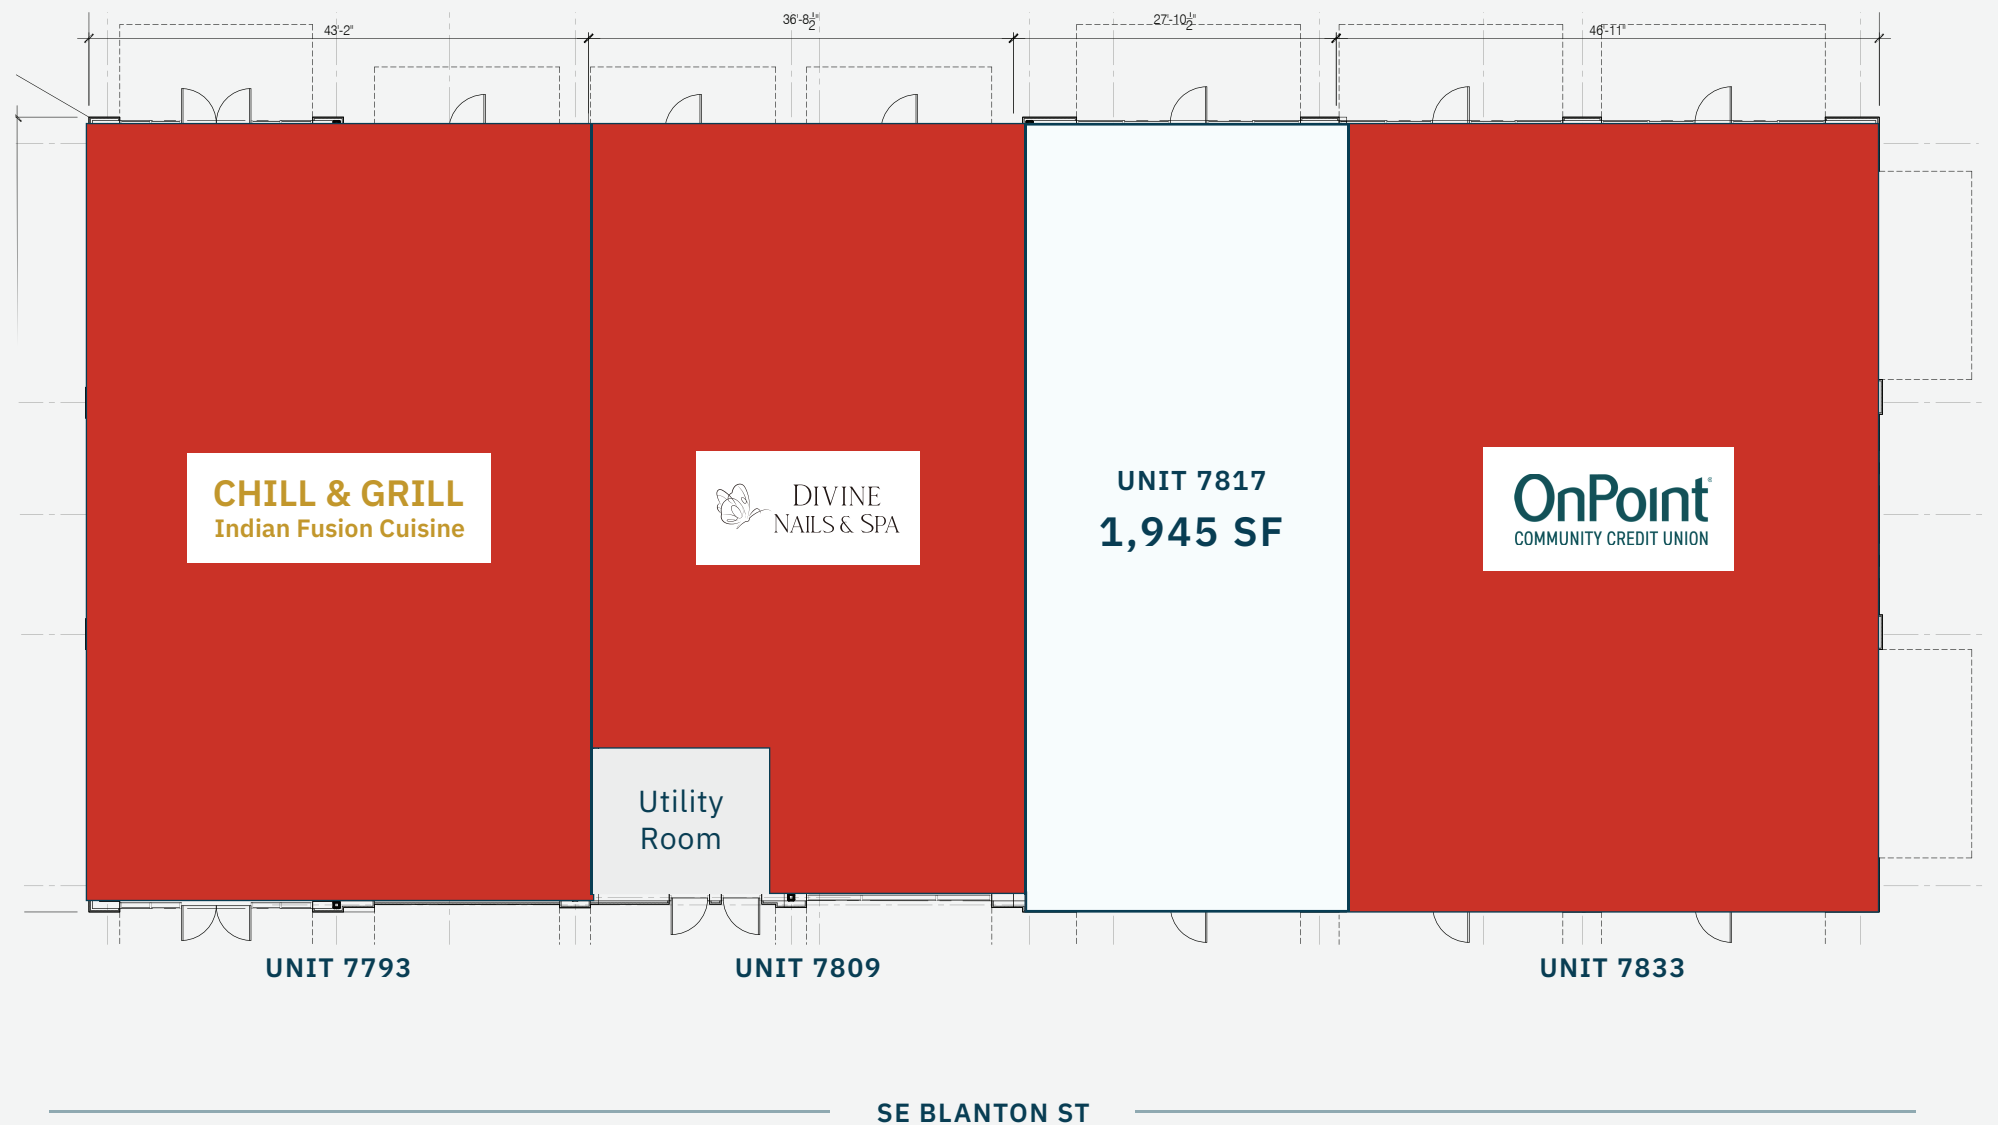 43'-2"
36'-8½"
27'-10½"
46'-11"
CHILL & GRILL
Indian Fusion Cuisine
DIVINE
NAILS & SPA
UNIT 7817
1,945 SF
OnPoint®
COMMUNITY CREDIT UNION
Utility
Room
UNIT 7793
UNIT 7809
UNIT 7833
SE BLANTON ST